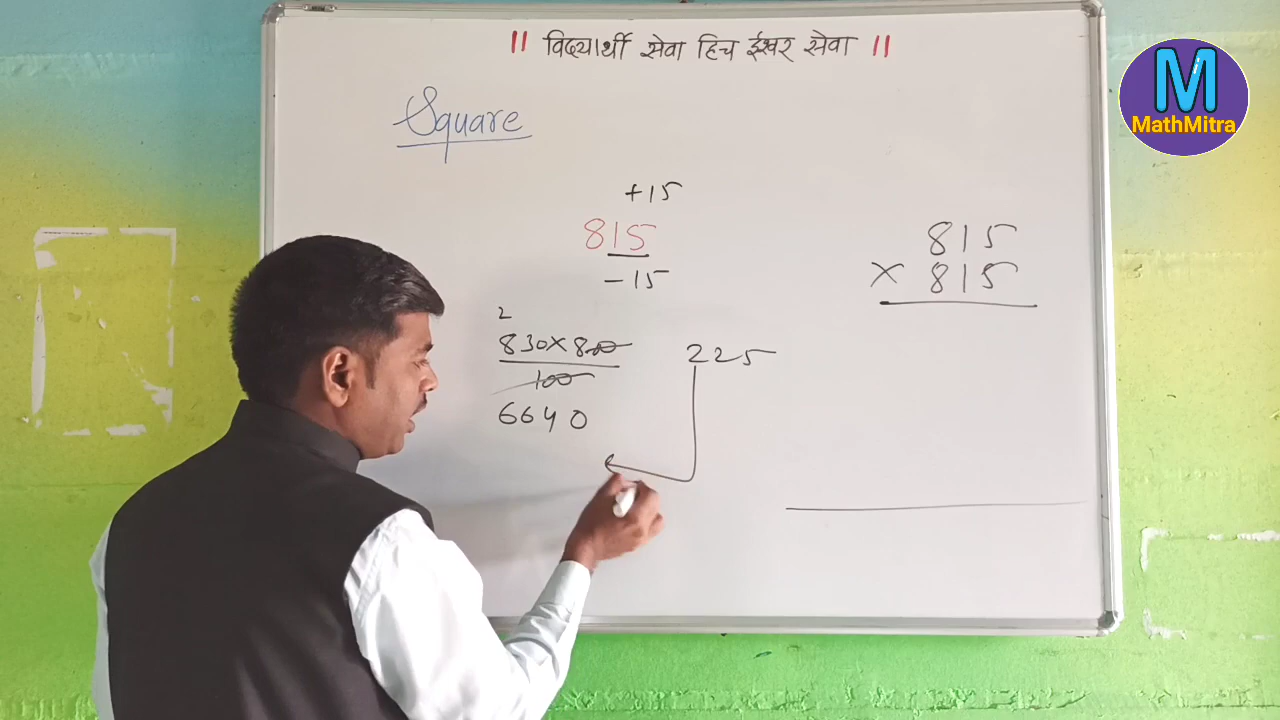 || विद्यार्थी सेवा हिच ईश्वर सेवा ||
M
MathMitra
Square
+15
815
-15
2
830×800
100
6640
225
815
× 815